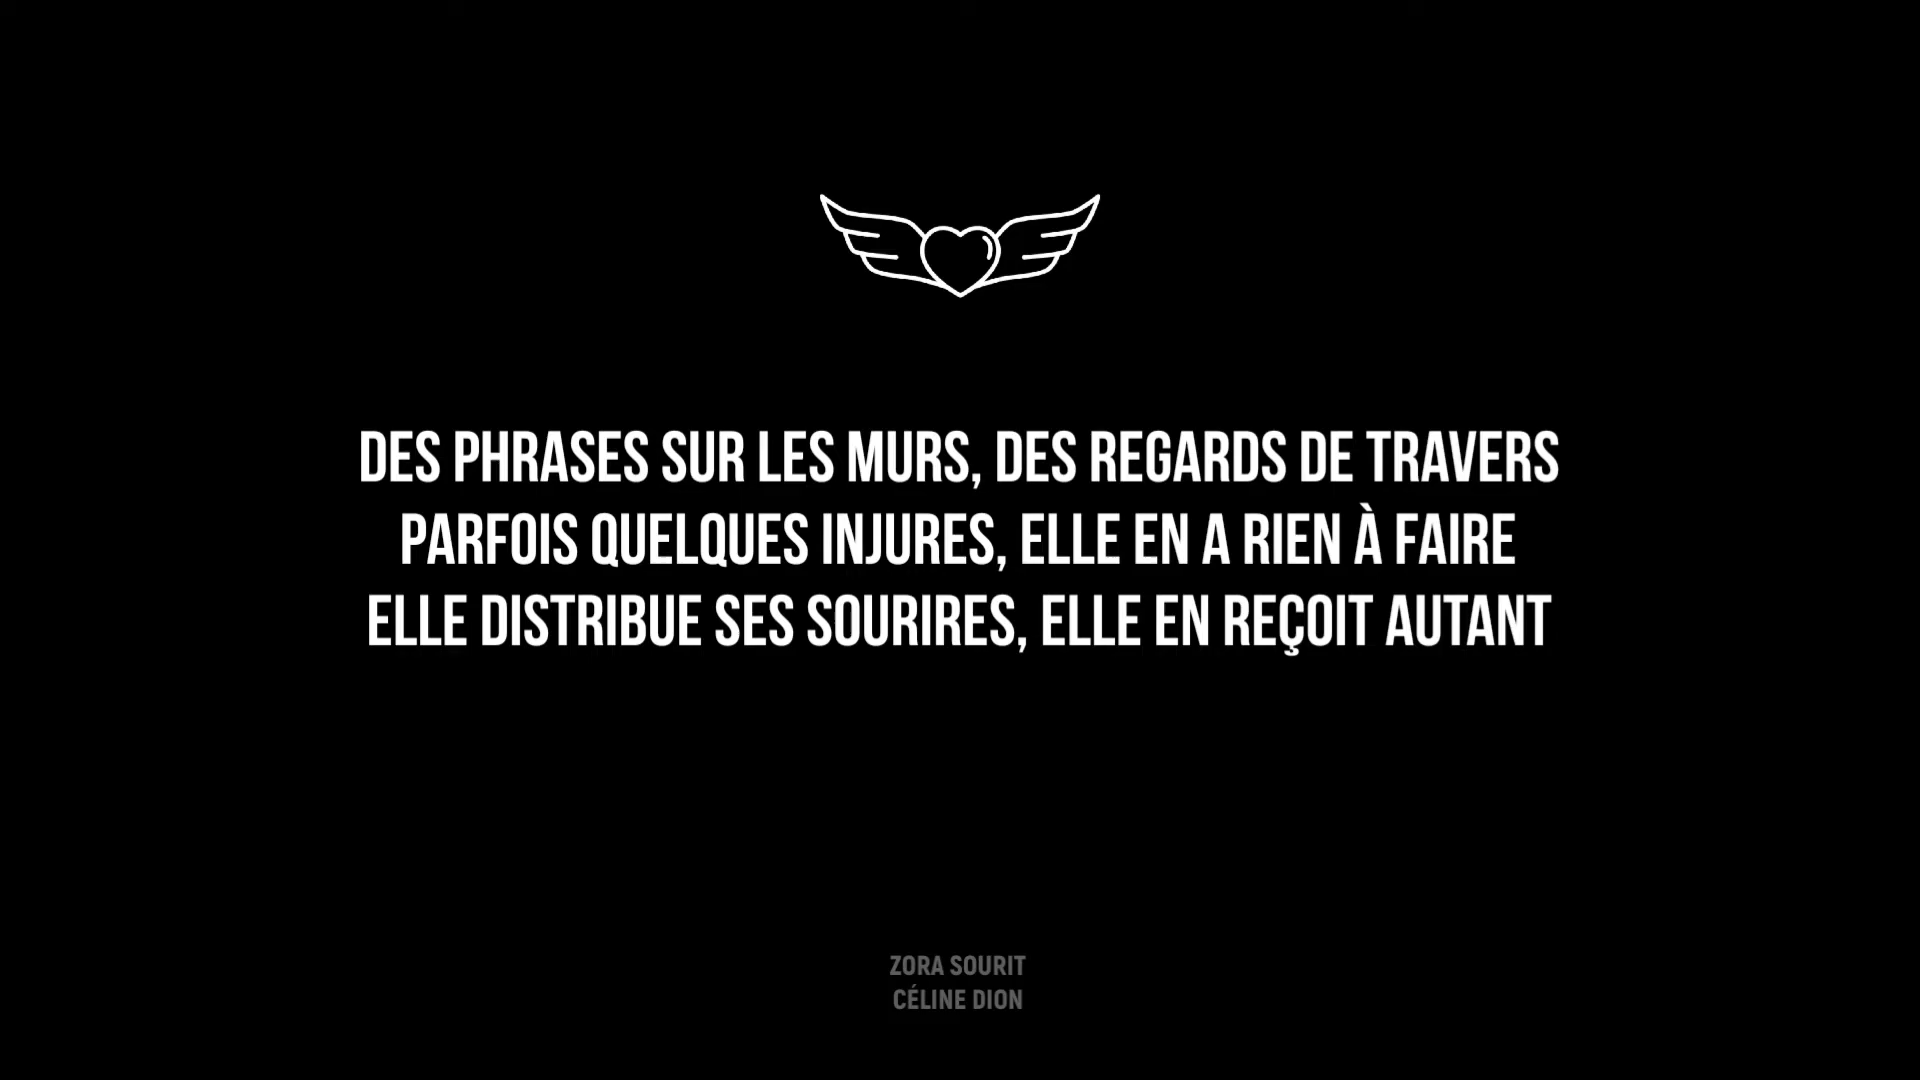 DES PHRASES SUR LES MURS, DES REGARDS DE TRAVERS
PARFOIS QUELQUES INJURES, ELLE EN A RIEN À FAIRE
ELLE DISTRIBUE SES SOURIRES, ELLE EN REÇOIT AUTANT
ZORA SOURIT
CÉLINE DION